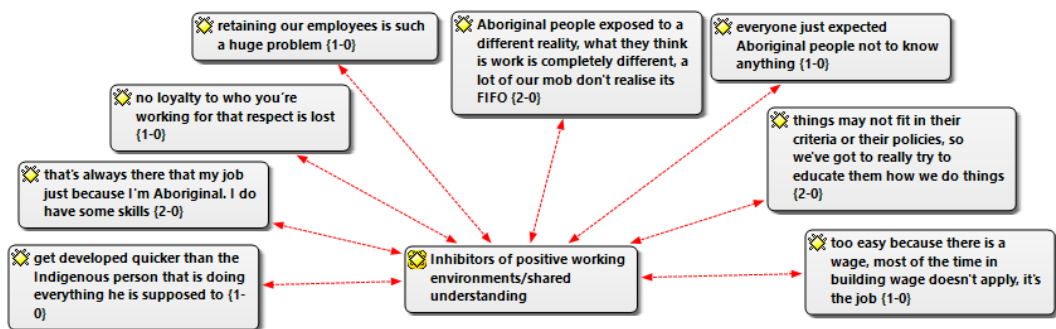 retaining our employees is such
a huge problem {1-0}
Aboriginal people exposed to a
different reality, what they think
is work is completely different, a
lot of our mob don't realise its
FIFO {2-0}
everyone just expected
Aboriginal people not to know
anything {1-0}
no loyalty to who you're
working for that respect is lost
{1-0}
things may not fit in their
criteria or their policies, so
we've got to really try to
educate them how we do things
{2-0}
that's always there that my job
just because I'm Aboriginal. I do
have some skills {2-0}
get developed quicker than the
Indigenous person that is doing
everything he is supposed to {1-
0}
Inhibitors of positive working
environments/shared
understanding
too easy because there is a
wage, most of the time in
building wage doesn't apply, it's
the job {1-0}